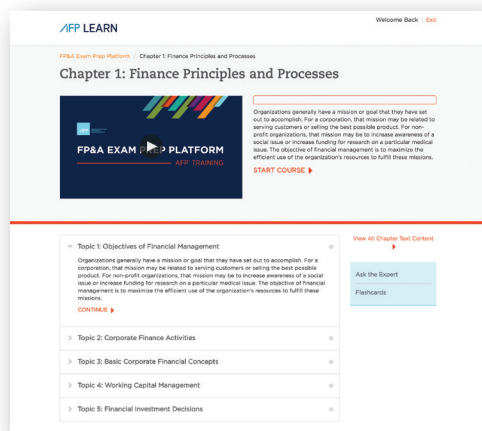 AFP LEARN
Welcome Back | Exit
FP&A Exam Prep Platform / Chapter 1: Finance Principles and Processes
Chapter 1: Finance Principles and Processes
AFP
FP&A EXAM PREP PLATFORM
AFP® TRAINING
Organizations generally have a mission or goal that they have set
out to accomplish. For a corporation, that mission may be related to
serving customers or selling the best possible product. For non-
profit organizations, that mission may be to increase awareness of a
social issue or increase funding for research on a particular medical
issue. The objective of financial management is to maximize the
efficient use of the organization's resources to fulfill these missions.
START COURSE
Topic 1: Objectives of Financial Management
Organizations generally have a mission or goal that they have set out to accomplish. For a
corporation, that mission may be related to serving customers or selling the best possible
product. For non-profit organizations, that mission may be to increase awareness of a social
issue or increase funding for research on a particular medical issue. The objective of financial
management is to maximize the efficient use of the organization's resources to fulfill these
missions.
CONTINUE
Topic 2: Corporate Finance Activities
Topic 3: Basic Corporate Financial Concepts
Topic 4: Working Capital Management
Topic 5: Financial Investment Decisions
View All Chapter Text Content
Ask the Expert
Flashcards